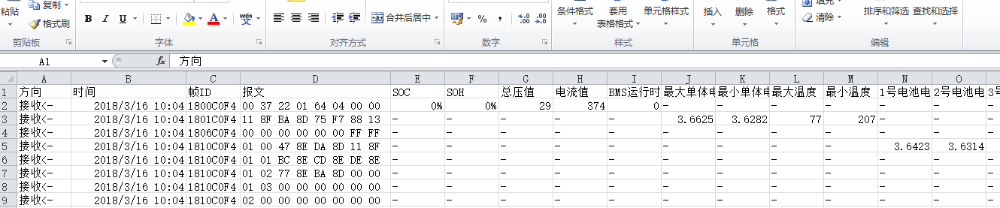 粘贴
复制
格式刷
剪贴板
B I U A wén 文
字体
合并后居中
对齐方式
% ,
数字
条件格式
套用
表格格式
单元格样式
样式
插入
删除
格式
单元格
清除
排序和筛选
查找和选择
编辑
A1 fx 方向
A B C D E F G H I J K L M N O
1 方向 时间 帧ID 报文 SOC SOH 总压值 电流值 BMS运行时 最大单体电 最小单体电 最大温度 最小温度 1号电池电 2号电池电 3号
2 接收<- 2018/3/16 10:04 1800C0F4 00 37 22 01 64 04 00 00 0% 0% 29 374 0 - - - - - -
3 接收<- 2018/3/16 10:04 1801C0F4 11 8F BA 8D 75 F7 88 13 - - - - - 3.6625 3.6282 77 207 - -
4 接收<- 2018/3/16 10:04 1806C0F4 00 00 00 00 00 00 FF FF - - - - - - - - - - -
5 接收<- 2018/3/16 10:04 1810C0F4 01 00 47 8E DA 8D 11 8F - - - - - - - - - 3.6423 3.6314
6 接收<- 2018/3/16 10:04 1810C0F4 01 01 BC 8E CD 8E DE 8E - - - - - - - - - - -
7 接收<- 2018/3/16 10:04 1810C0F4 01 02 77 8E BA 8D 00 00 - - - - - - - - - - -
8 接收<- 2018/3/16 10:04 1810C0F4 01 03 00 00 00 00 00 00 - - - - - - - - - - -
9 接收<- 2018/3/16 10:04 1810C0F4 02 00 00 00 00 00 00 00 - - - - - - - - - - -